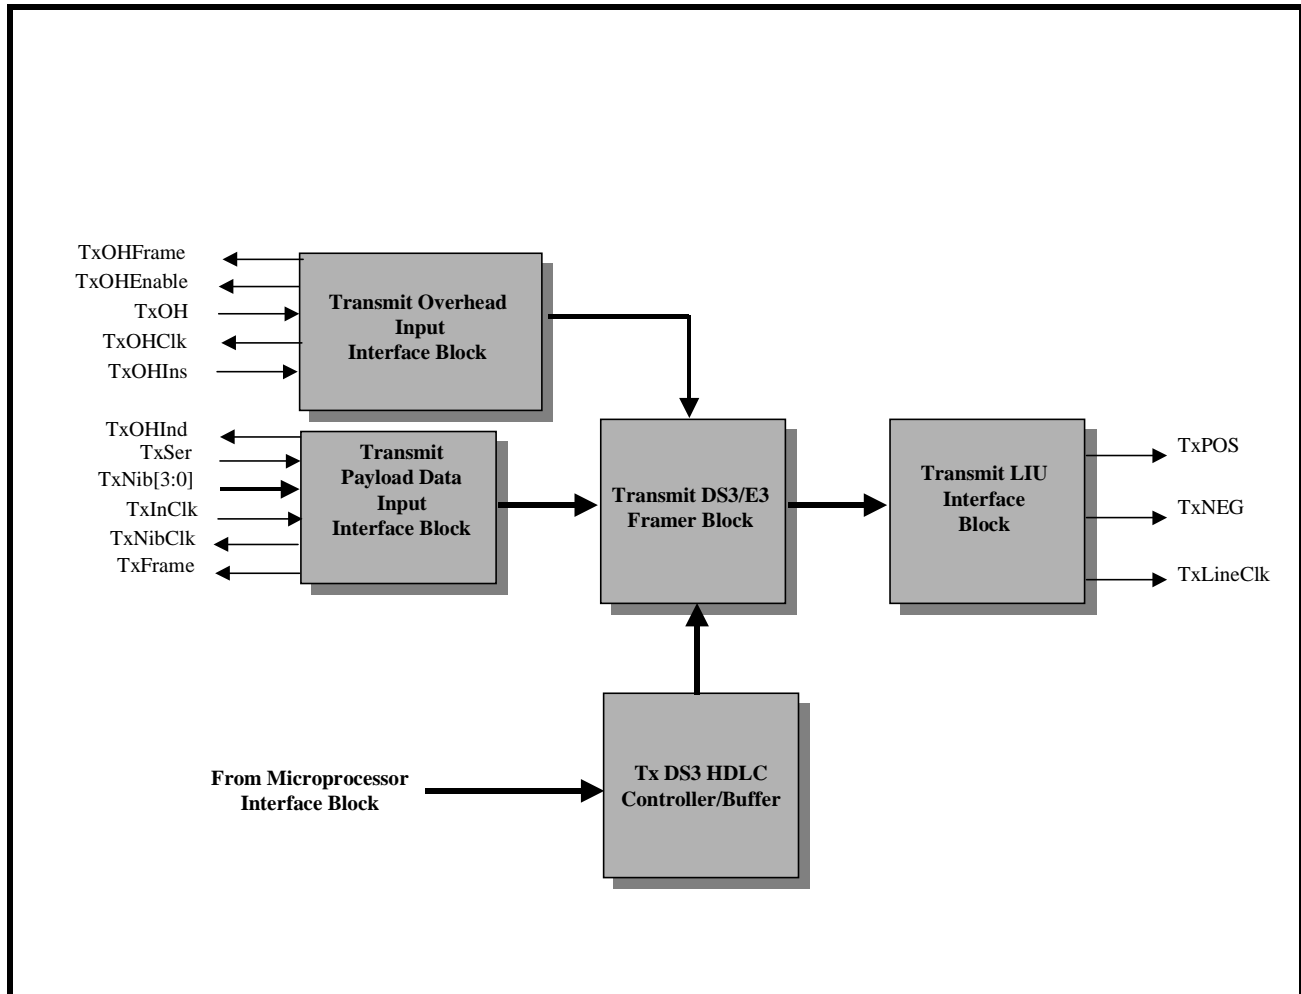 TxOHFrame
TxOHEnable
TxOH
TxOHClk
TxOHIns
Transmit Overhead
Input
Interface Block
TxOHInd
TxSer
TxNib[3:0]
TxInClk
TxNibClk
TxFrame
Transmit
Payload Data
Input
Interface Block
Transmit DS3/E3
Framer Block
Transmit LIU
Interface
Block
TxPOS
TxNEG
TxLineClk
From Microprocessor
Interface Block
Tx DS3 HDLC
Controller/Buffer